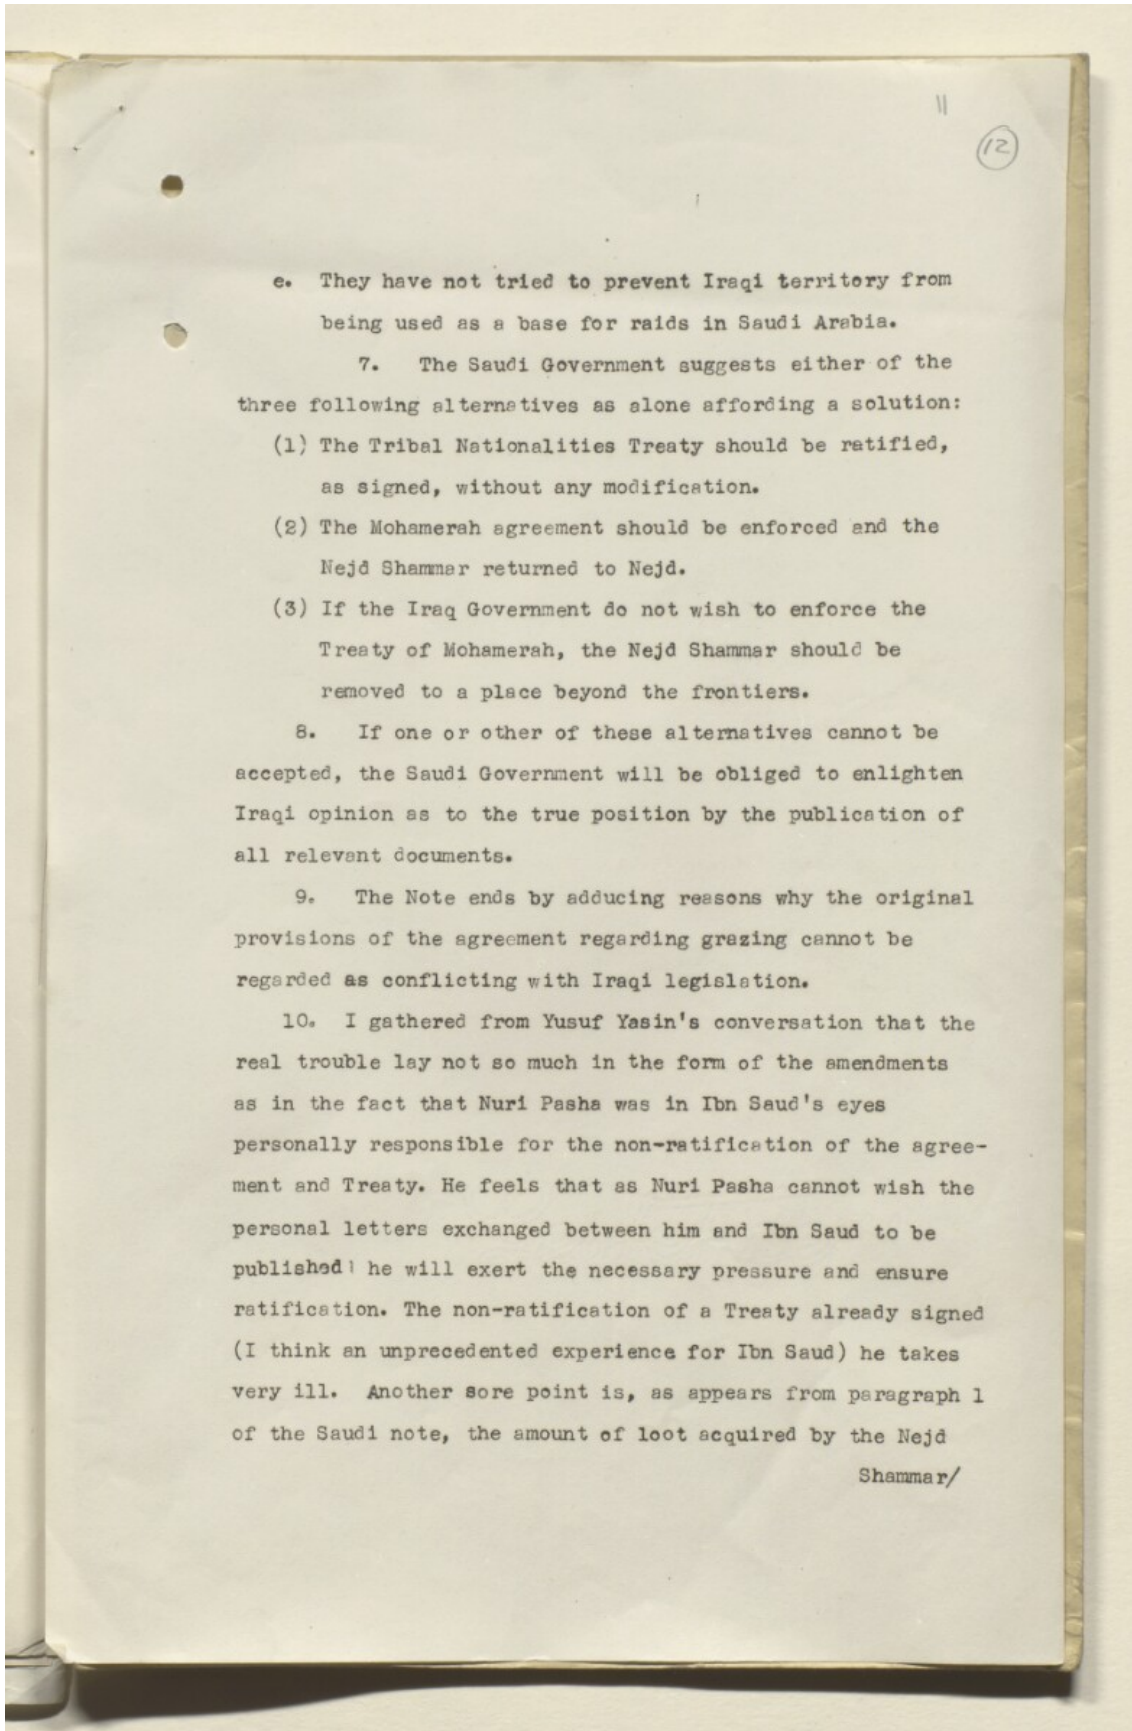 11
12
e. They have not tried to prevent Iraqi territory from
being used as a base for raids in Saudi Arabia.
7. The Saudi Government suggests either of the
three following alternatives as alone affording a solution:
(1) The Tribal Nationalities Treaty should be ratified,
as signed, without any modification.
(2) The Mohamerah agreement should be enforced and the
Nejd Shammar returned to Nejd.
(3) If the Iraq Government do not wish to enforce the
Treaty of Mohamerah, the Nejd Shammar should be
removed to a place beyond the frontiers.
8. If one or other of these alternatives cannot be
accepted, the Saudi Government will be obliged to enlighten
Iraqi opinion as to the true position by the publication of
all relevant documents.
9. The Note ends by adducing reasons why the original
provisions of the agreement regarding grazing cannot be
regarded as conflicting with Iraqi legislation.
10. I gathered from Yusuf Yasin's conversation that the
real trouble lay not so much in the form of the amendments
as in the fact that Nuri Pasha was in Ibn Saud's eyes
personally responsible for the non-ratification of the agree-
ment and Treaty. He feels that as Nuri Pasha cannot wish the
personal letters exchanged between him and Ibn Saud to be
published he will exert the necessary pressure and ensure
ratification. The non-ratification of a Treaty already signed
(I think an unprecedented experience for Ibn Saud) he takes
very ill. Another sore point is, as appears from paragraph 1
of the Saudi note, the amount of loot acquired by the Nejd
Shammar/